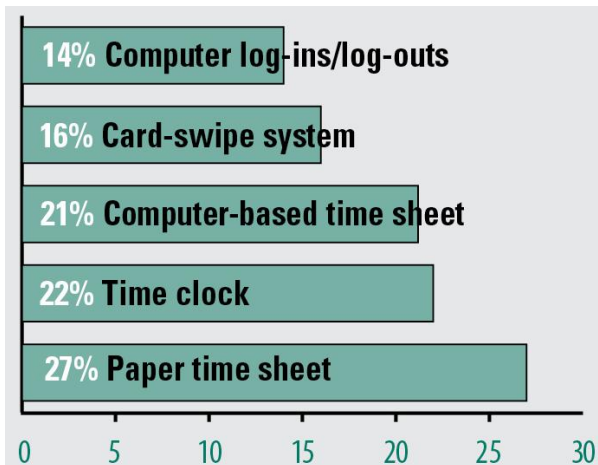 14% Computer log-ins/log-outs
16% Card-swipe system
21% Computer-based time sheet
22% Time clock
27% Paper time sheet
0 5 10 15 20 25 30